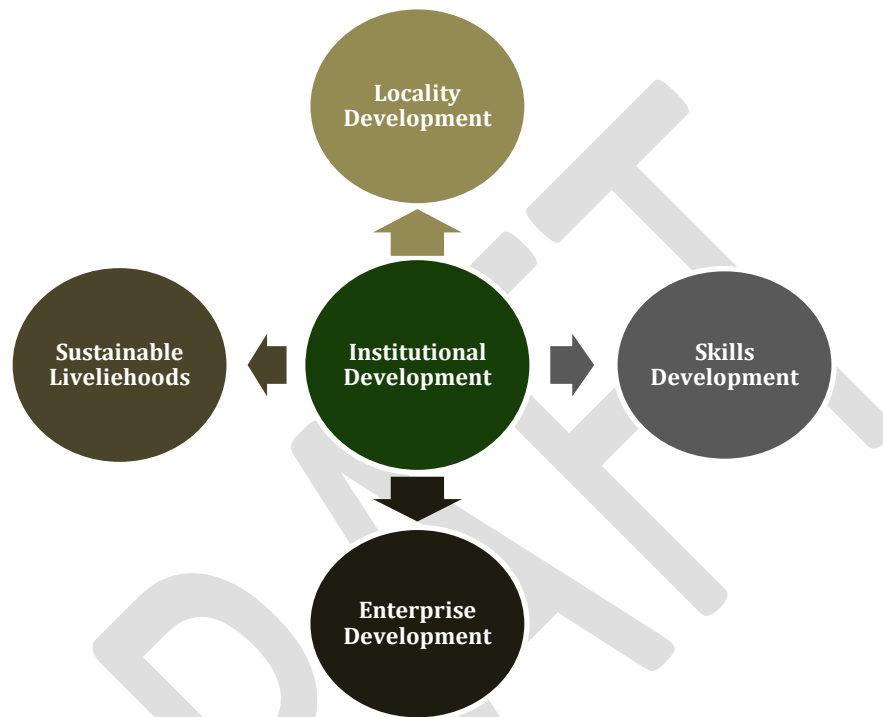 Locality
Development
Sustainable
Liveliehoods
Institutional
Development
Skills
Development
Enterprise
Development
DRAFT